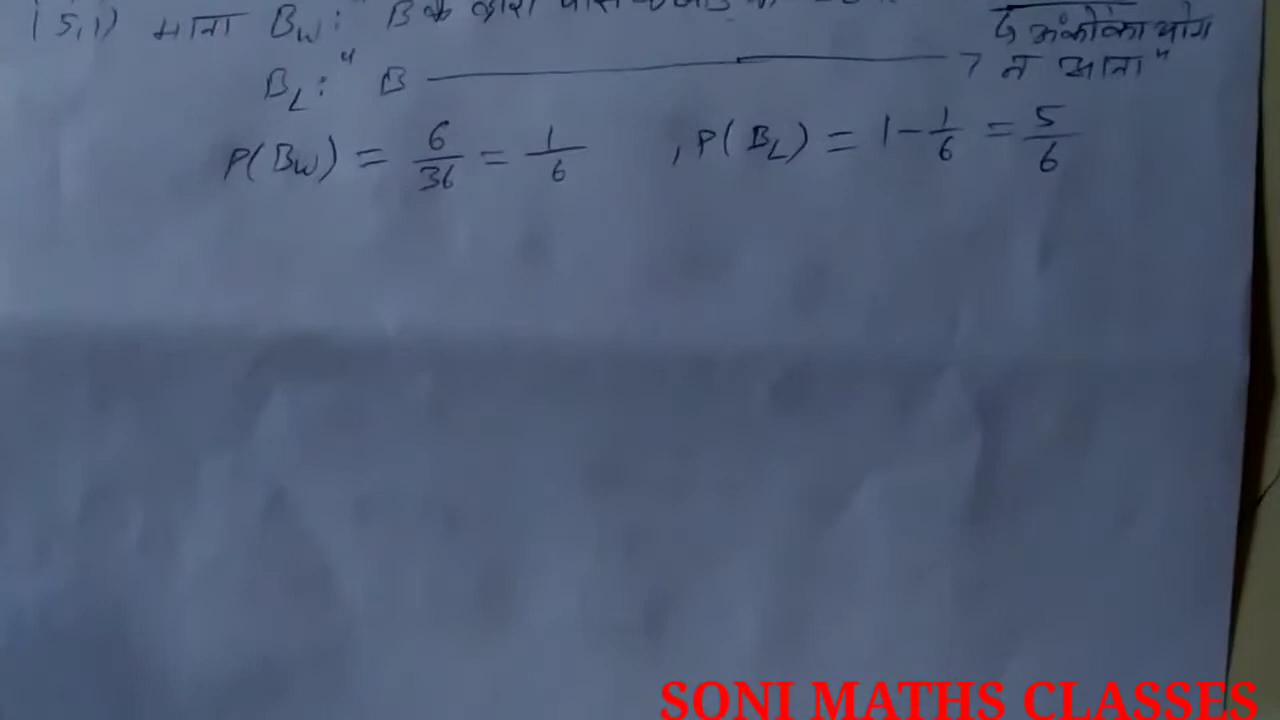 (5,1) माना B_W : " B के द्वारा
5 अंकों का योग
B_L : " B ———— 7 न आना"
P(B_W) = 6/36 = 1/6 , P(B_L) = 1 - 1/6 = 5/6
SONI MATHS CLASSES